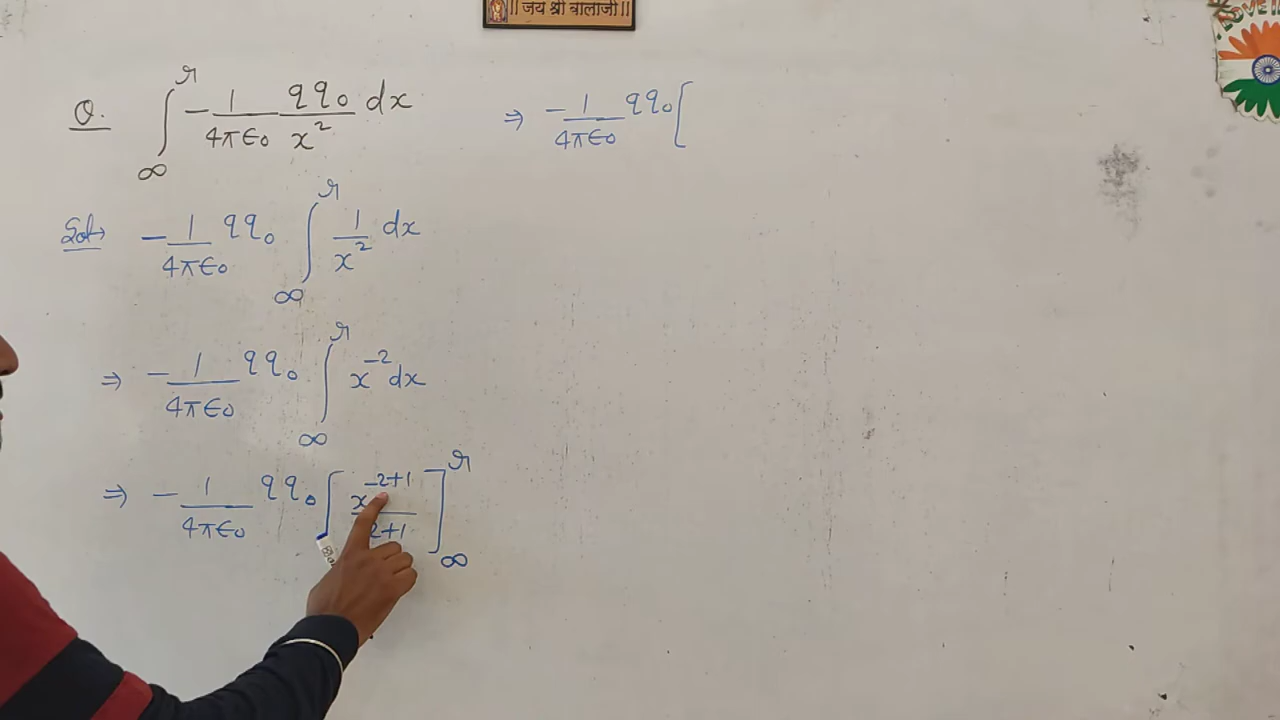 || जय श्री बालाजी ||
LOVE
Q. ∫_∞^r -1/4πϵ₀ qq₀/x² dx
Sol→ -1/4πϵ₀ qq₀ ∫_∞^r 1/x² dx
⇒ -1/4πϵ₀ qq₀ ∫_∞^r x⁻² dx
⇒ -1/4πϵ₀ qq₀ [x⁻²⁺¹/2+1]_∞^r
⇒ -1/4πϵ₀ qq₀ [